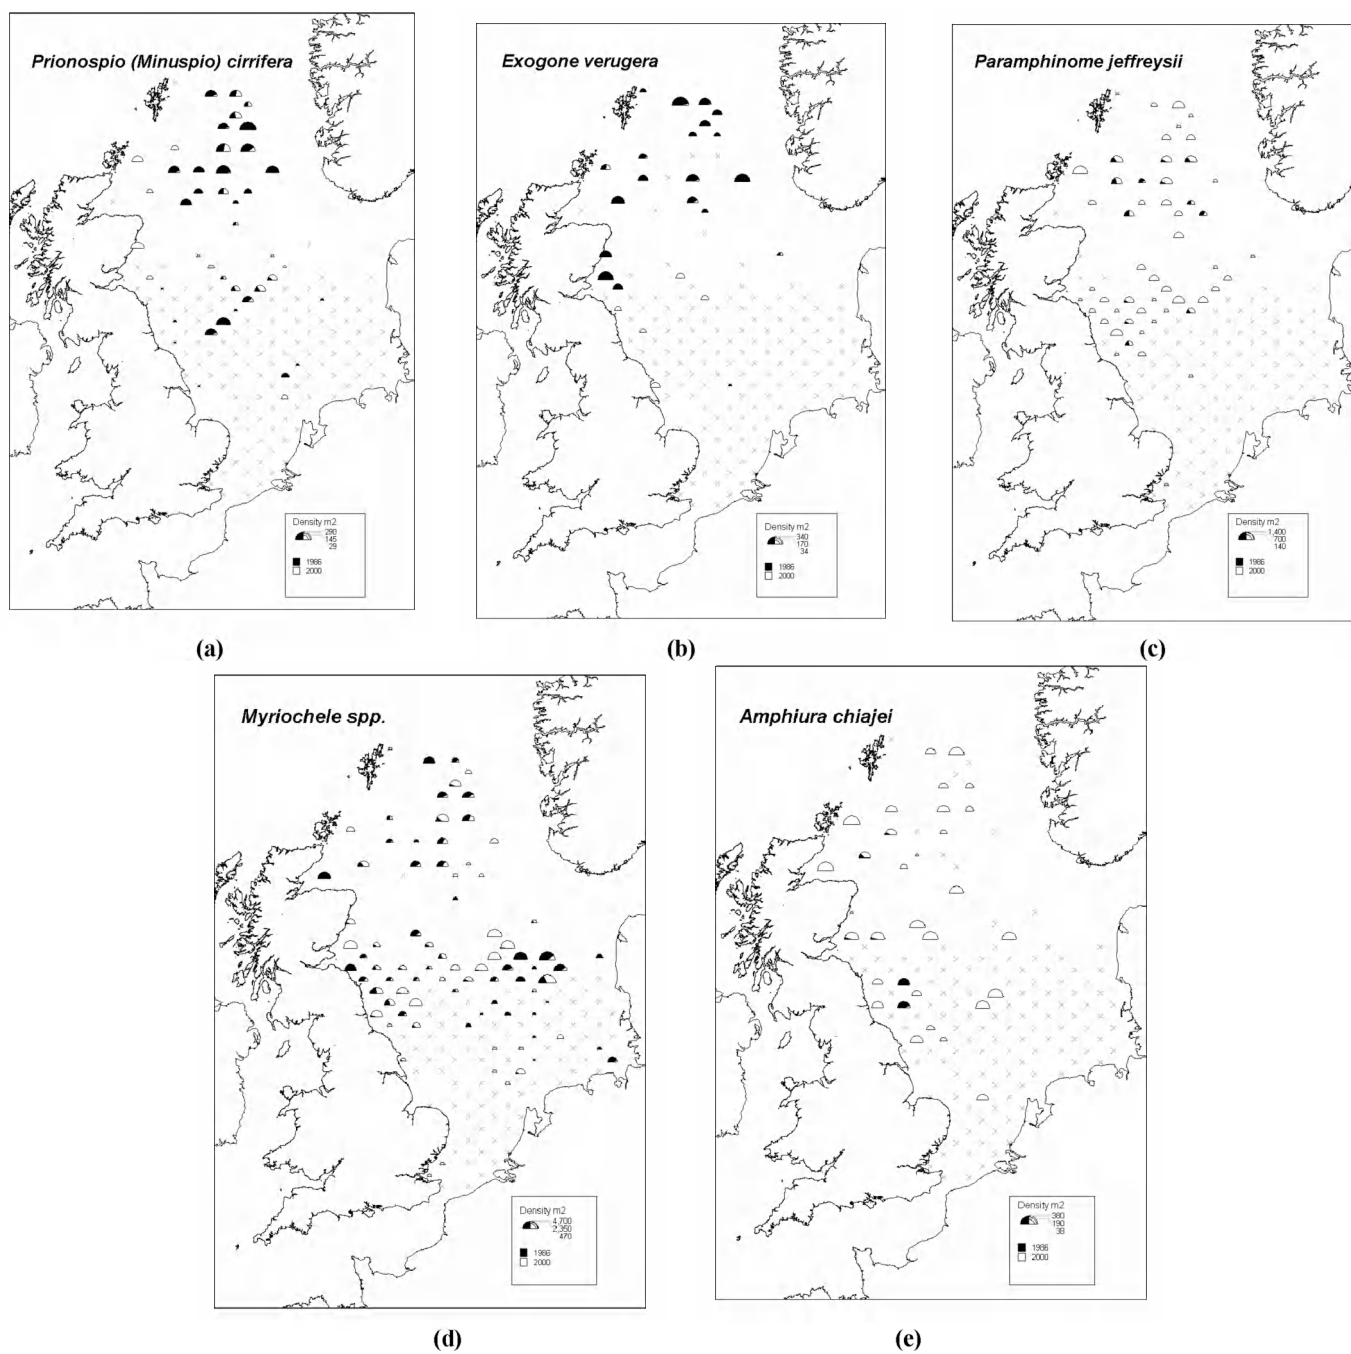 Prionospio (Minuspio) cirrifera
Density m2
290
145
29
1986
2000
(a)
Exogone verugera
Density m2
340
170
34
1986
2000
(b)
Paramphinome jeffreysii
Density m2
1,400
700
140
1986
2000
(c)
Myriochele spp.
Density m2
4,700
2,350
470
1986
2000
(d)
Amphiura chiajei
Density m2
380
190
38
1986
2000
(e)